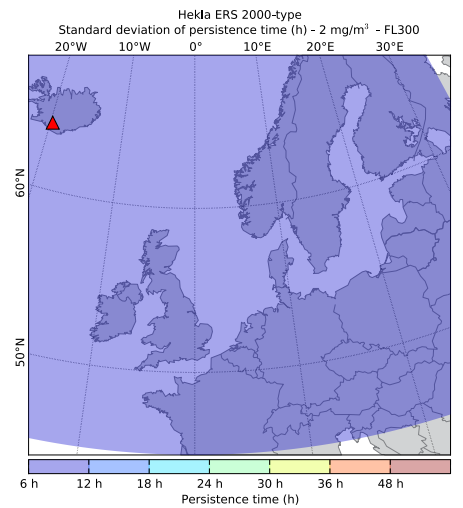 Hekla ERS 2000-type
Standard deviation of persistence time (h) - 2 mg/m³ - FL300
20°W 10°W 0° 10°E 20°E 30°E
60°N
50°N
6 h 12 h 18 h 24 h 30 h 36 h 48 h
Persistence time (h)